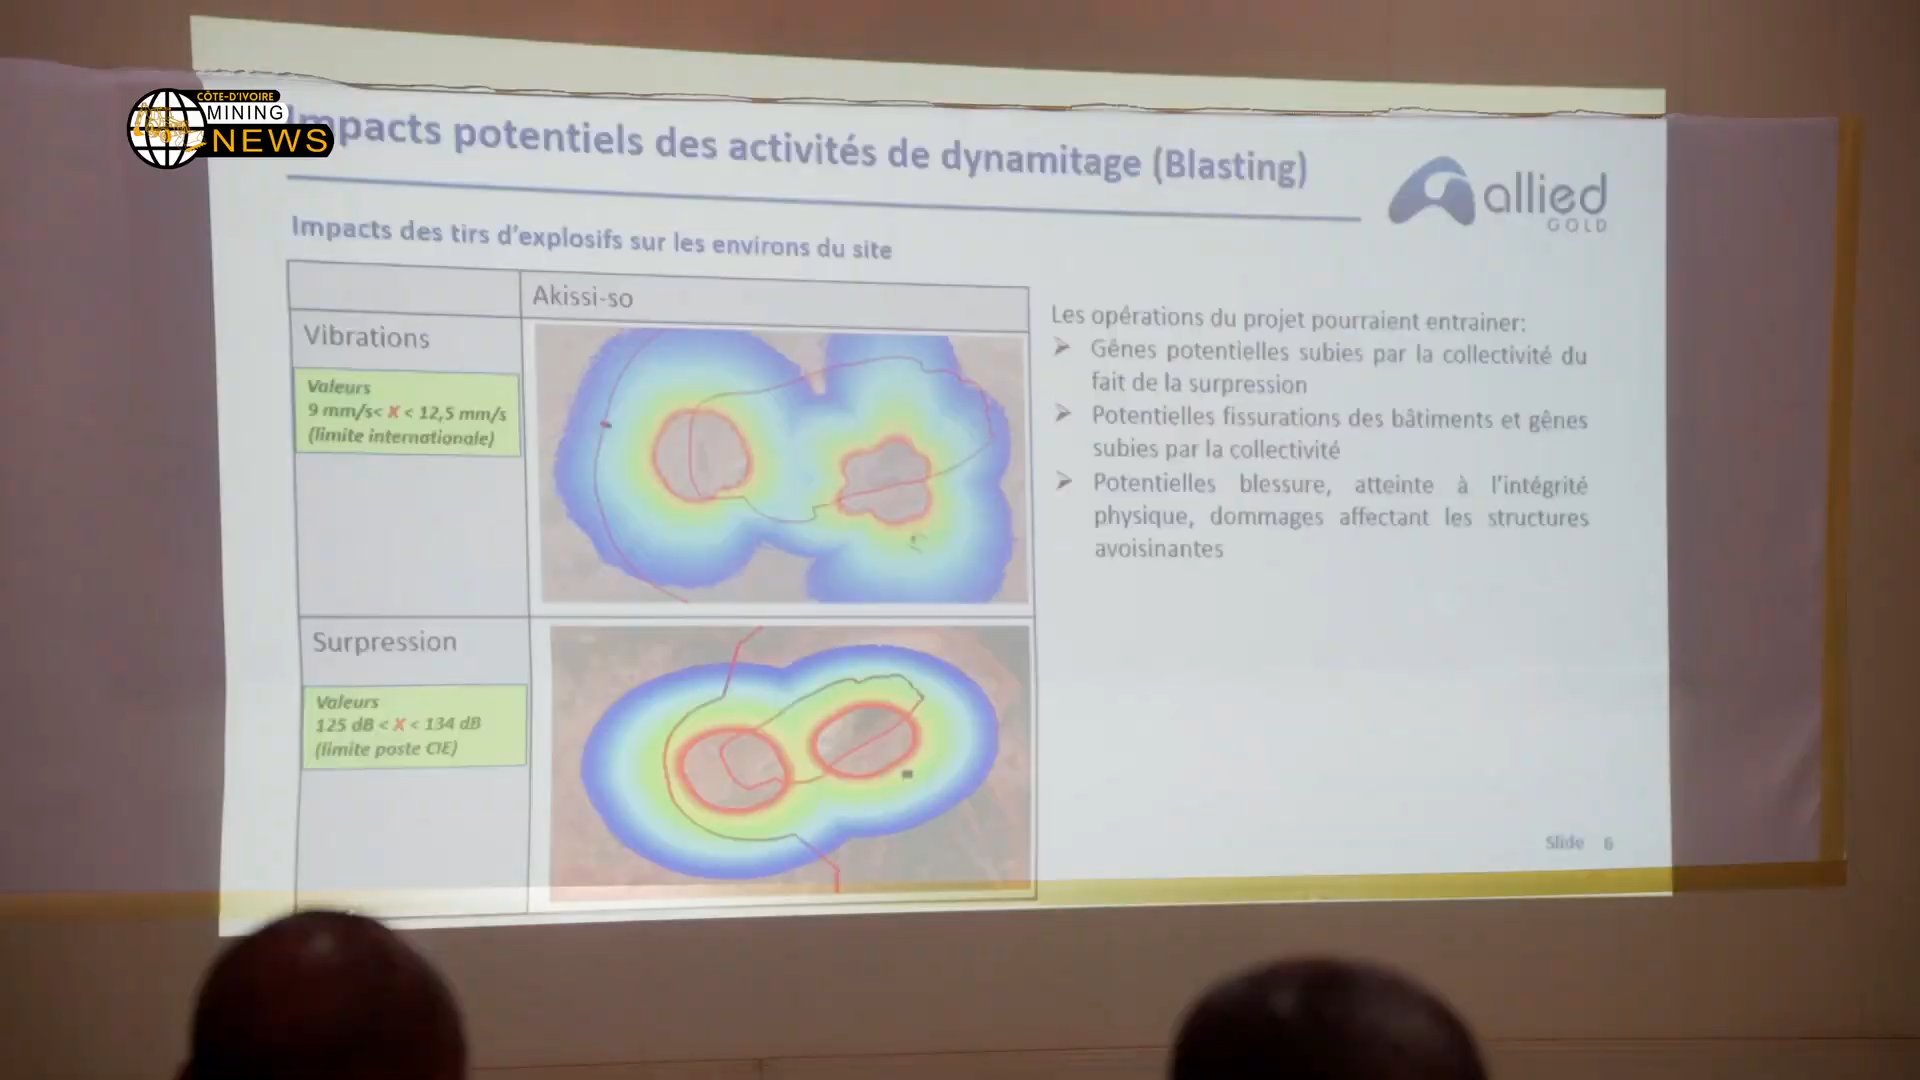 CÔTE-D'IVOIRE
MINING
NEWS
Impacts potentiels des activités de dynamitage (Blasting)
allied
GOLD
Impacts des tirs d'explosifs sur les environs du site
Akissi-so
Vibrations
Valeurs
9 mm/s< X < 12,5 mm/s
(limite internationale)
Surpression
Valeurs
125 dB < X < 134 dB
(limite poste CIE)
Les opérations du projet pourraient entrainer:
➢ Gênes potentielles subies par la collectivité du
fait de la surpression
➢ Potentielles fissurations des bâtiments et gênes
subies par la collectivité
➢ Potentielles blessure, atteinte à l'intégrité
physique, dommages affectant les structures
avoisinantes
Slide 6